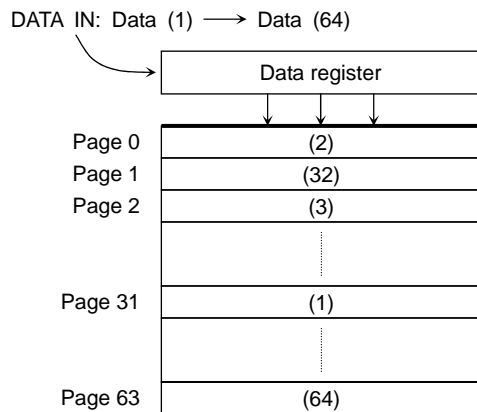 DATA IN: Data (1) → Data (64)
Data register
Page 0 (2)
Page 1 (32)
Page 2 (3)
Page 31 (1)
Page 63 (64)